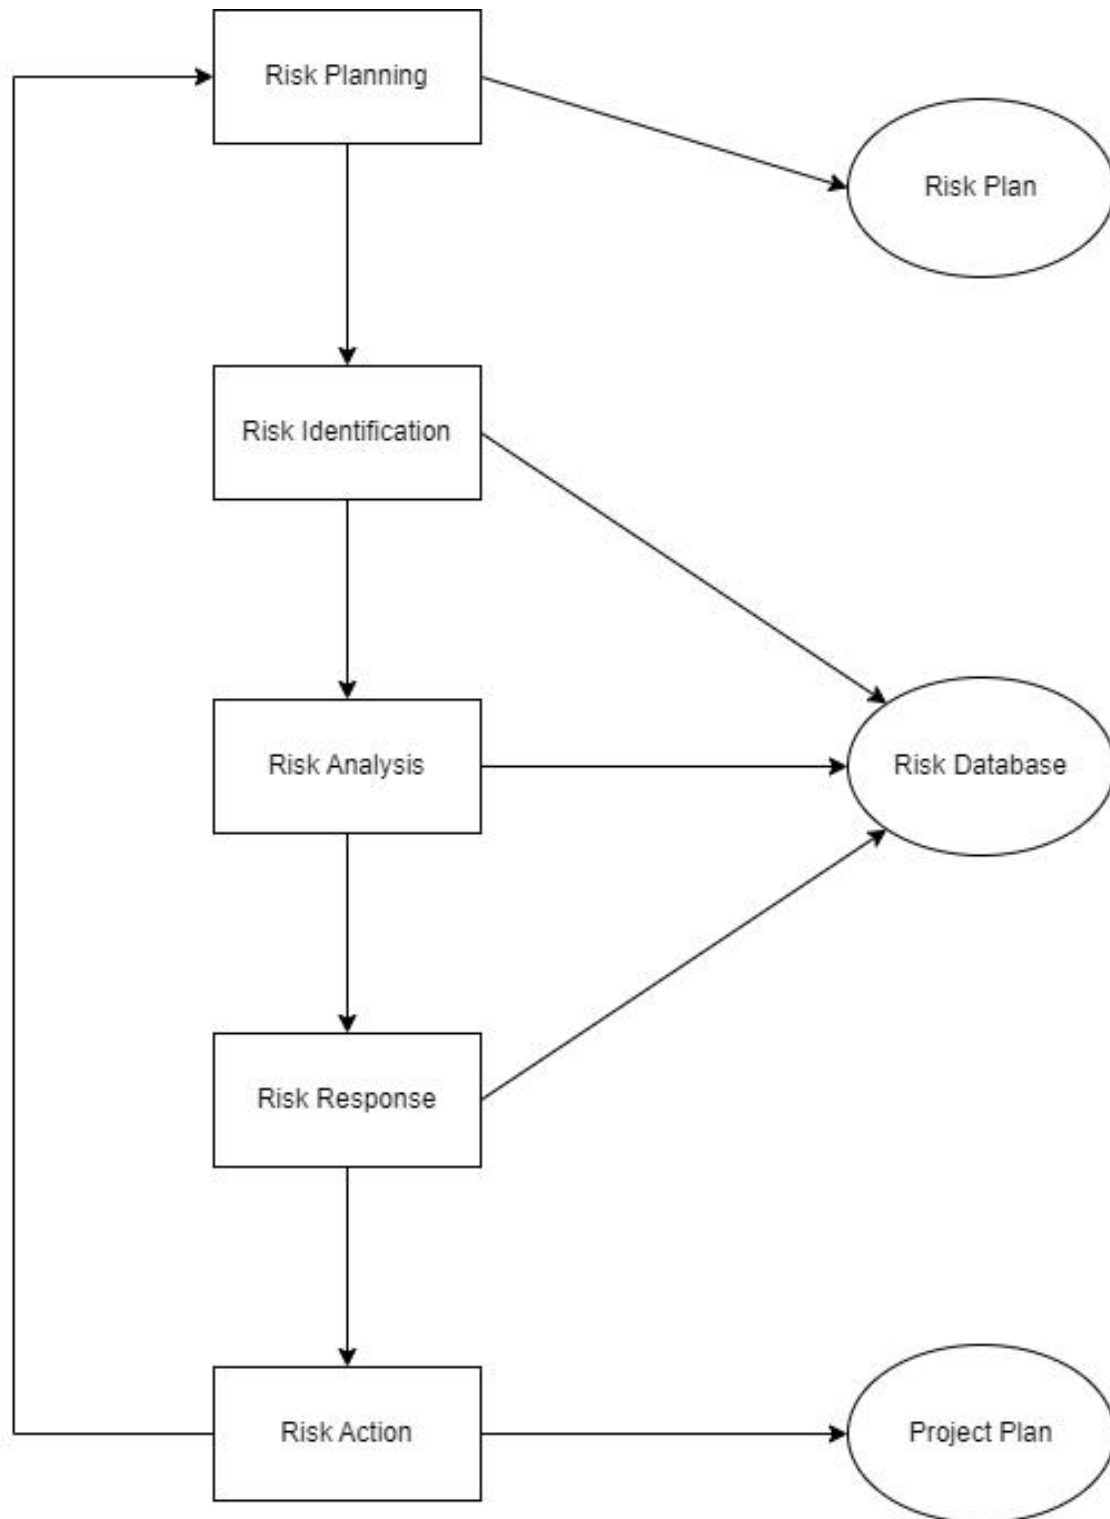 Risk Planning
Risk Plan
Risk Identification
Risk Analysis
Risk Database
Risk Response
Risk Action
Project Plan